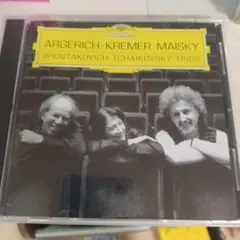 ARGERICH · KREMER MAISKY
SHOSTAKOVICH TCHAIKOVSKY TRIOS